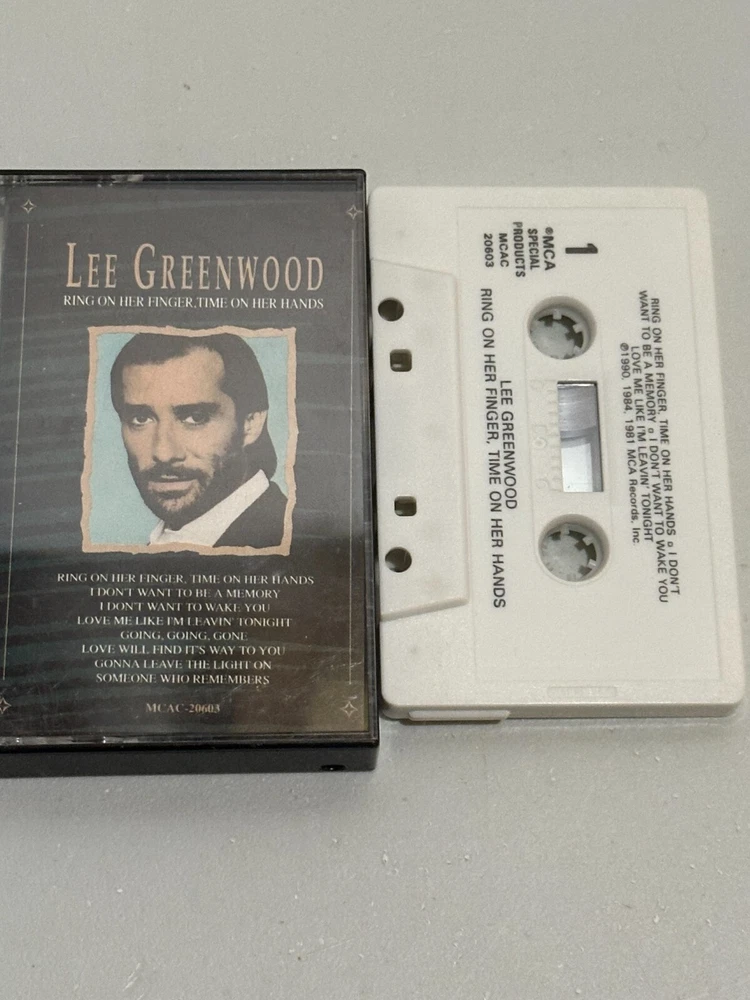 LEE GREENWOOD
RING ON HER FINGER,TIME ON HER HANDS
RING ON HER FINGER, TIME ON HER HANDS
I DON'T WANT TO BE A MEMORY
I DON'T WANT TO WAKE YOU
LOVE ME LIKE I'M LEAVIN' TONIGHT
GOING, GOING, GONE
LOVE WILL FIND IT'S WAY TO YOU
GONNA LEAVE THE LIGHT ON
SOMEONE WHO REMEMBERS
MCAC-20603
1
®MCA
SPECIAL
PRODUCTS
MCAC
20603
RING ON HER FINGER, TIME ON HER HANDS ¤ I DON'T
WANT TO BE A MEMORY ¤ I DON'T WANT TO WAKE YOU
LOVE ME LIKE I'M LEAVIN' TONIGHT
℗1990, 1984, 1981 MCA Records, Inc.
LEE GREENWOOD
RING ON HER FINGER, TIME ON HER HANDS